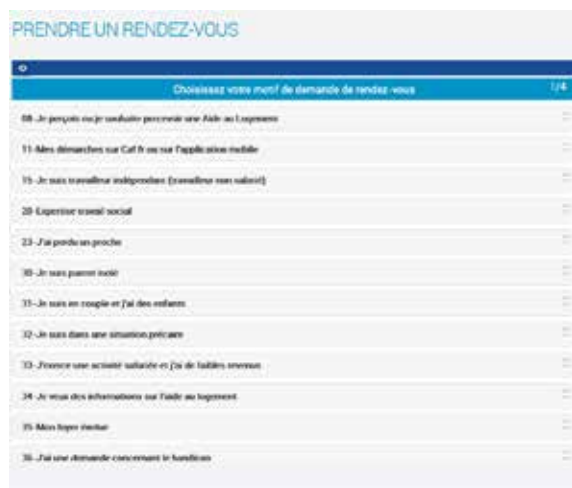 PRENDRE UN RENDEZ-VOUS
Choisissez votre motif de demande de rendez-vous 1/4
08-Je perçois ou je souhaite percevoir une Aide au Logement
11-Mes démarches sur Caf.fr ou sur l'application mobile
15-Je suis travailleur indépendant (travailleur non salarié)
20-Expertise travail social
23-J'ai perdu un proche
30-Je suis parent isolé
31-Je suis en couple et j'ai des enfants
32-Je suis dans une situation précaire
33-J'exerce une activité salariée et j'ai de faibles revenus
34-Je veux des informations sur l'aide au logement
35-Mon foyer évolue
36-J'ai une demande concernant le handicap